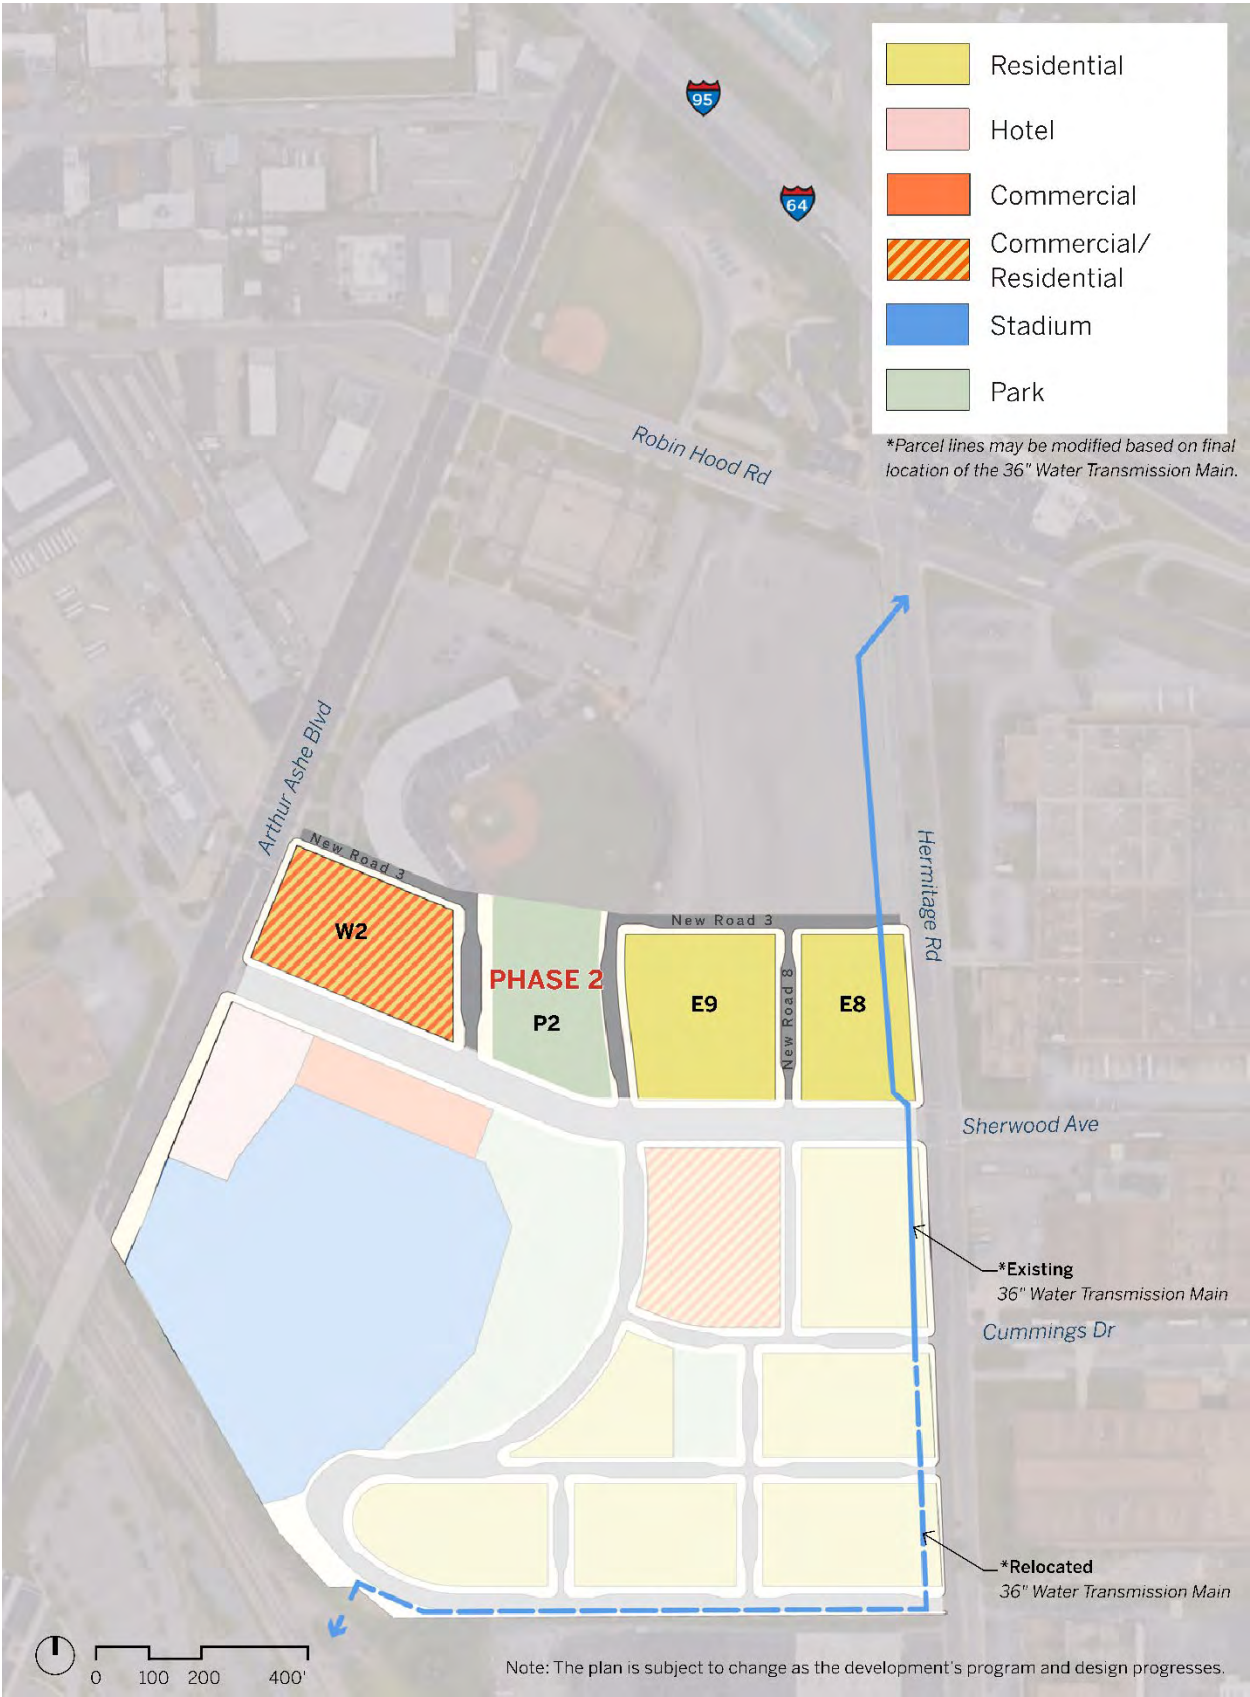 95
64
Residential
Hotel
Commercial
Commercial/
Residential
Stadium
Park
*Parcel lines may be modified based on final
location of the 36" Water Transmission Main.
Robin Hood Rd
Arthur Ashe Blvd
Hermitage Rd
New Road 3
W2
New Road 3
PHASE 2
P2
E9
New Road 8
E8
Sherwood Ave
*Existing
36" Water Transmission Main
Cummings Dr
*Relocated
36" Water Transmission Main
0 100 200 400'
Note: The plan is subject to change as the development's program and design progresses.